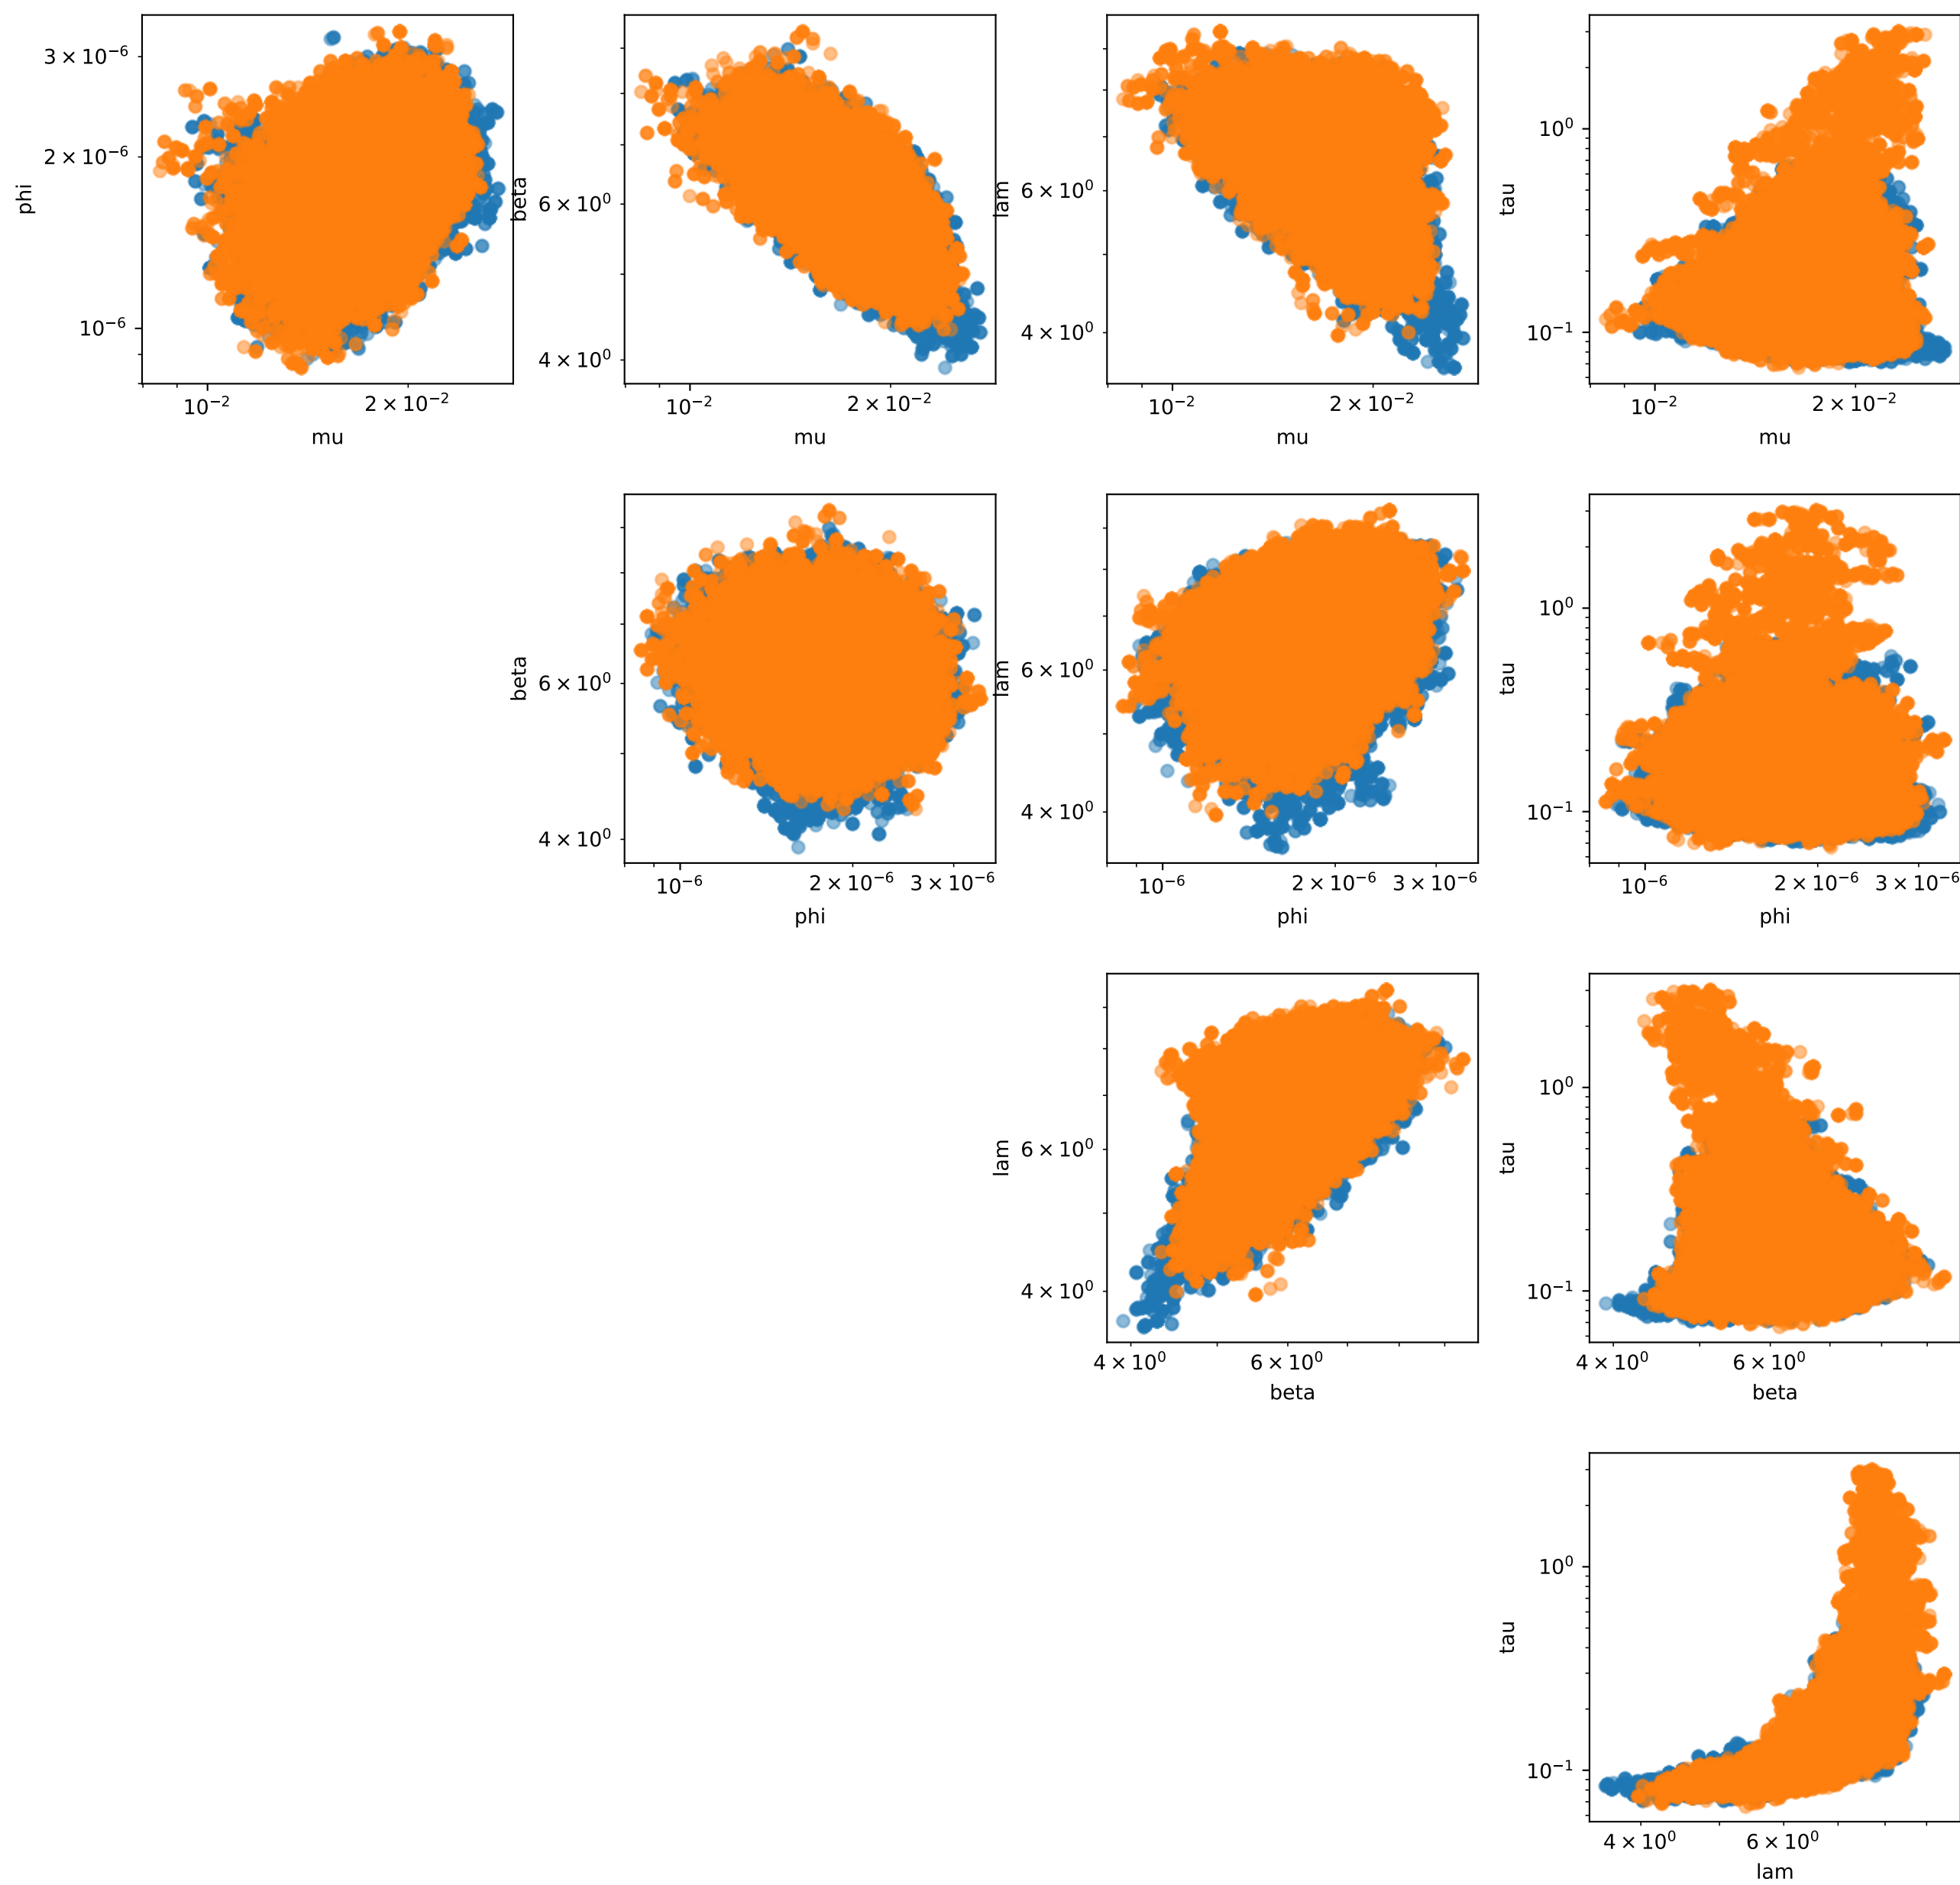 phi
3 × 10⁻⁶
2 × 10⁻⁶
10⁻⁶
10⁻² 2 × 10⁻²
mu
beta
6 × 10⁰
4 × 10⁰
10⁻² 2 × 10⁻²
mu
lam
6 × 10⁰
4 × 10⁰
10⁻² 2 × 10⁻²
mu
tau
10⁰
10⁻¹
10⁻² 2 × 10⁻²
mu
beta
6 × 10⁰
4 × 10⁰
10⁻⁶ 2 × 10⁻⁶ 3 × 10⁻⁶
phi
lam
6 × 10⁰
4 × 10⁰
10⁻⁶ 2 × 10⁻⁶ 3 × 10⁻⁶
phi
tau
10⁰
10⁻¹
10⁻⁶ 2 × 10⁻⁶ 3 × 10⁻⁶
phi
lam
6 × 10⁰
4 × 10⁰
4 × 10⁰ 6 × 10⁰
beta
tau
10⁰
10⁻¹
4 × 10⁰ 6 × 10⁰
beta
tau
10⁰
10⁻¹
4 × 10⁰ 6 × 10⁰
lam